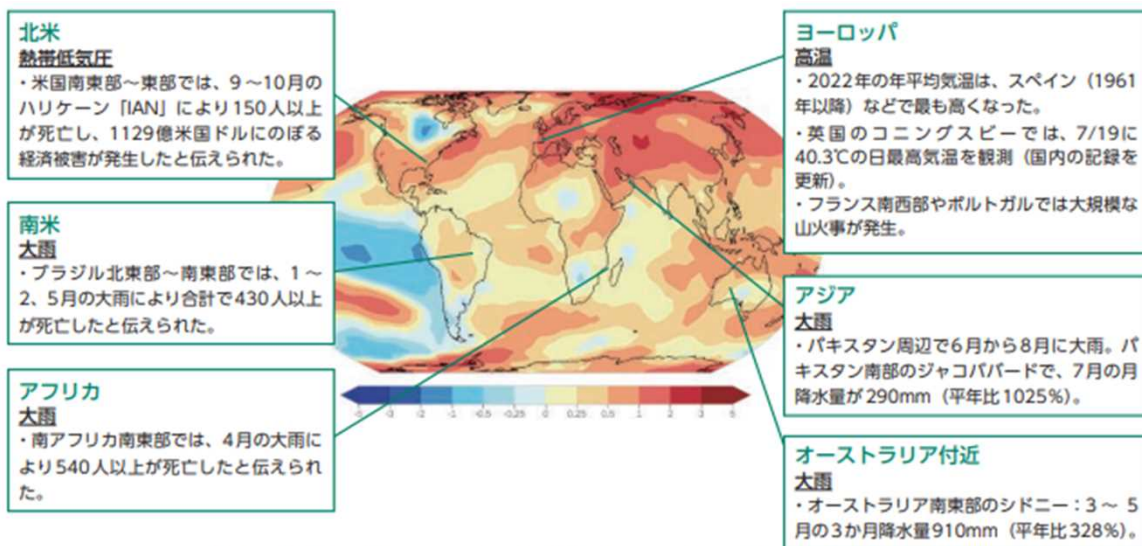 北米
熱帯低気圧
・米国南東部～東部では、9～10月の
ハリケーン「IAN」により150人以上
が死亡し、1129億米国ドルにのぼる
経済被害が発生したと伝えられた。
南米
大雨
・ブラジル北東部～南東部では、1～
2、5月の大雨により合計で430人以上
が死亡したと伝えられた。
アフリカ
大雨
・南アフリカ南東部では、4月の大雨に
より540人以上が死亡したと伝えられ
た。
ヨーロッパ
高温
・2022年の年平均気温は、スペイン（1961
年以降）などで最も高くなった。
・英国のコニングスビーでは、7/19に
40.3℃の日最高気温を観測（国内の記録を
更新）。
・フランス南西部やポルトガルでは大規模な
山火事が発生。
アジア
大雨
・パキスタン周辺で6月から8月に大雨。パ
キスタン南部のジャコババードで、7月の月
降水量が290mm（平年比1025％）。
オーストラリア付近
大雨
・オーストラリア南東部のシドニー：3～5
月の3か月降水量910mm（平年比328％）。
-5 -3 -2 -1 -0.5 -0.25 0 0.25 0.5 1 2 3 5